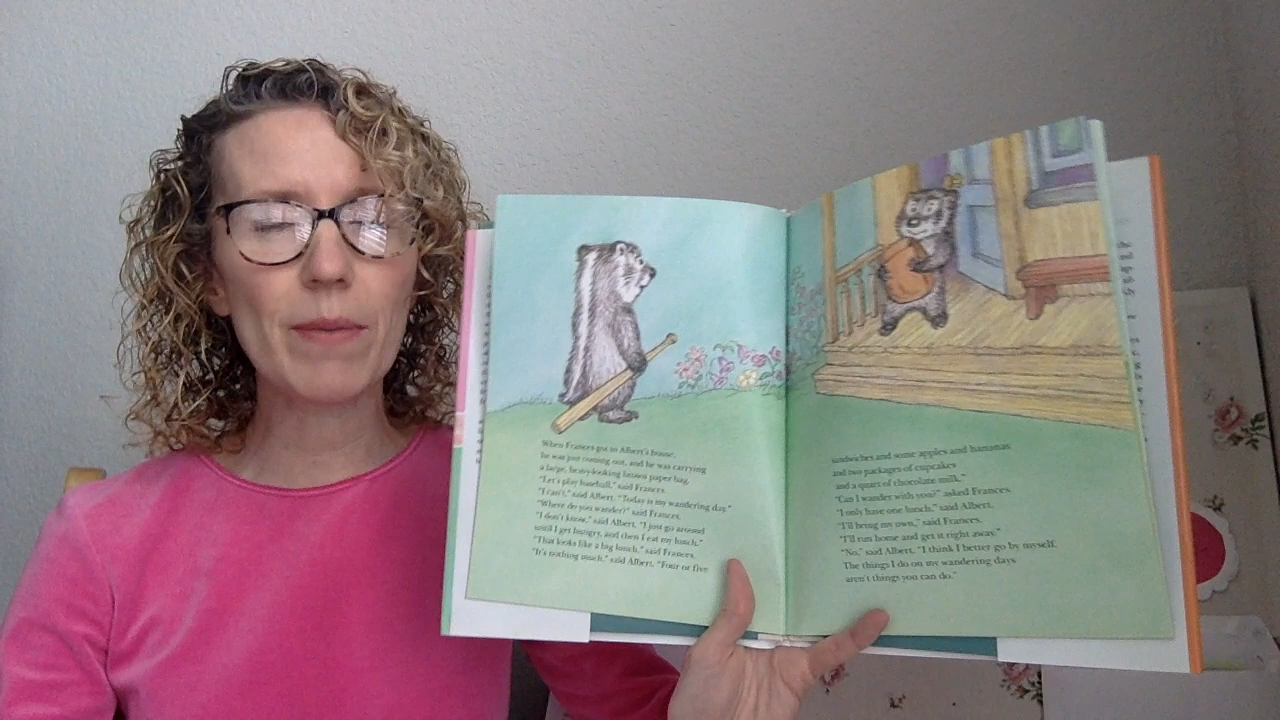 When Frances got to Albert's house,
he was just coming out, and he was carrying
a large, heavy-looking brown paper bag.
"Let's play baseball," said Frances.
"I can't," said Albert. "Today is my wandering day."
"Where do you wander?" said Frances.
"I don't know," said Albert. "I just go around
until I get hungry, and then I eat my lunch."
"That looks like a big lunch," said Frances.
"It's nothing much," said Albert. "Four or five
sandwiches and some apples and bananas
and two packages of cupcakes
and a quart of chocolate milk."
"Can I wander with you?" asked Frances.
"I only have one lunch," said Albert.
"I'll bring my own," said Frances.
"I'll run home and get it right away."
"No," said Albert. "I think I better go by myself.
The things I do on my wandering days
aren't things you can do."